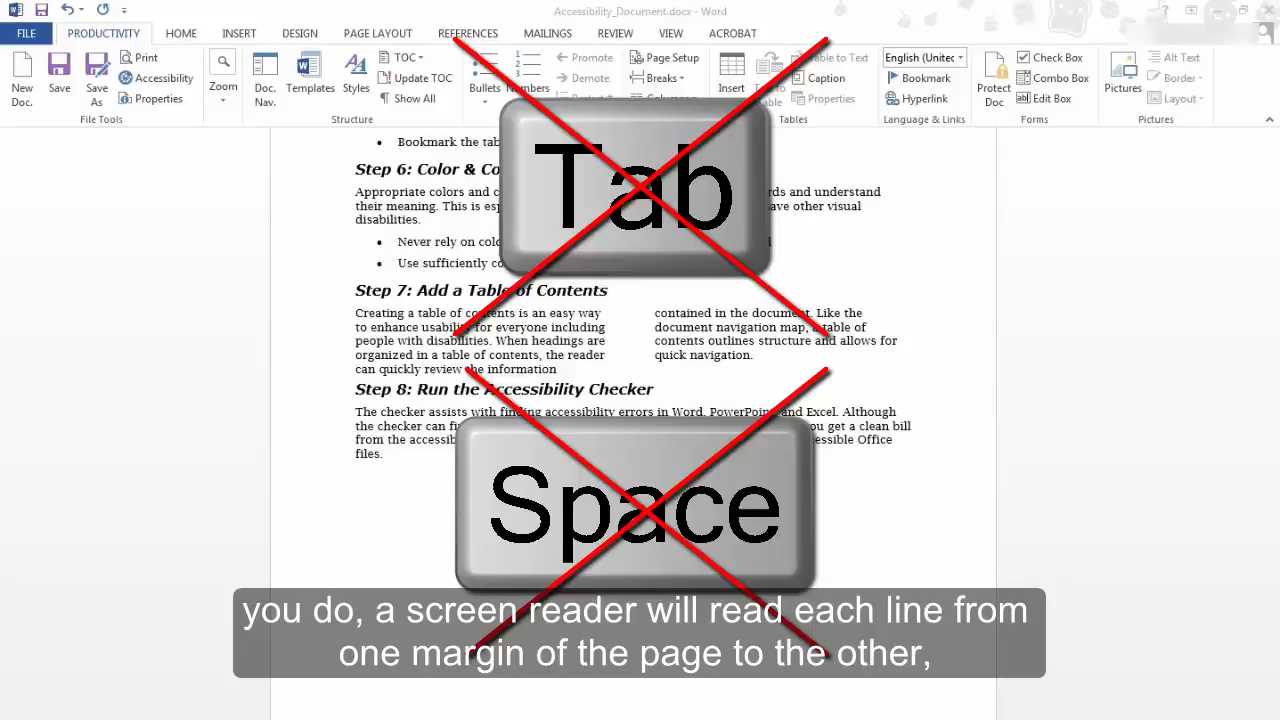 Accessibility_Document.docx - Word
FILE PRODUCTIVITY HOME INSERT DESIGN PAGE LAYOUT REFERENCES MAILINGS REVIEW VIEW ACROBAT
New Doc.
Save
Save As
Print
Accessibility
Properties
File Tools
Zoom
Doc. Nav.
Templates
Styles
TOC
Update TOC
Show All
Structure
Bullets
Numbers
Promote
Demote
Page Setup
Breaks
Insert
Table to Text
Caption
Properties
Tables
English (Unitec
Bookmark
Hyperlink
Language & Links
Protect Doc
Check Box
Combo Box
Edit Box
Forms
Pictures
Alt Text
Border
Layout
Pictures
• Bookmark the tab
Step 6: Color & Co
Appropriate colors and c rds and understand
their meaning. This is esp ave other visual
disabilities.
• Never rely on colo
• Use sufficiently co
Step 7: Add a Table of Contents
Creating a table of contents is an easy way
to enhance usability for everyone including
people with disabilities. When headings are
organized in a table of contents, the reader
can quickly review the information
contained in the document. Like the
document navigation map, a table of
contents outlines structure and allows for
quick navigation.
Step 8: Run the Accessibility Checker
The checker assists with finding accessibility errors in Word, PowerPoint and Excel. Although
the checker can fi ou get a clean bill
from the accessib essible Office
files.
Tab
Space
you do, a screen reader will read each line from
one margin of the page to the other,